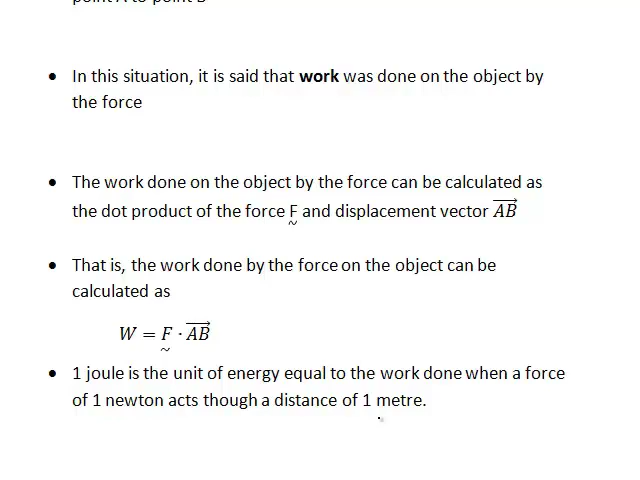 • In this situation, it is said that work was done on the object by
the force
• The work done on the object by the force can be calculated as
the dot product of the force F̰ and displacement vector AB⃗
• That is, the work done by the force on the object can be
calculated as
W = F̰ · AB⃗
• 1 joule is the unit of energy equal to the work done when a force
of 1 newton acts though a distance of 1 metre.